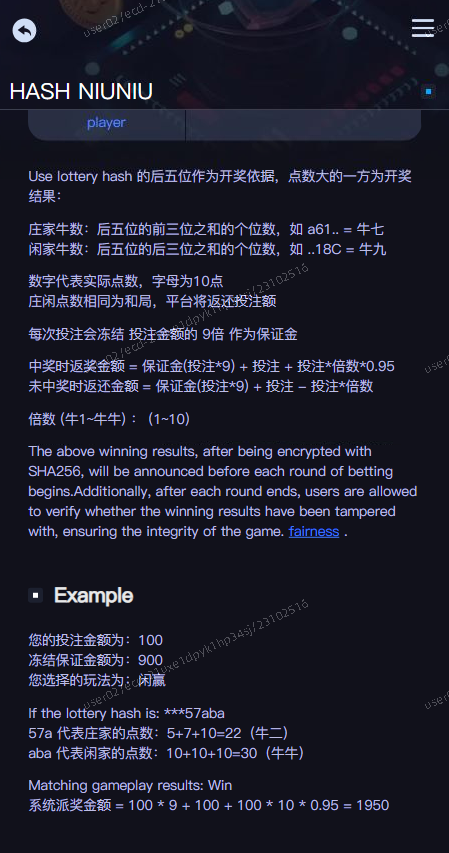 HASH NIUNIU
player
Use lottery hash 的后五位作为开奖依据，点数大的一方为开奖
结果：
庄家牛数：后五位的前三位之和的个位数，如 a61.. = 牛七
闲家牛数：后五位的后三位之和的个位数，如 ..18C = 牛九
数字代表实际点数，字母为10点
庄闲点数相同为和局，平台将返还投注额
每次投注会冻结 投注金额的 9倍 作为保证金
中奖时返奖金额 = 保证金(投注*9) + 投注 + 投注*倍数*0.95
未中奖时返还金额 = 保证金(投注*9) + 投注 − 投注*倍数
倍数 (牛1~牛牛) ：（1~10）
The above winning results, after being encrypted with
SHA256, will be announced before each round of betting
begins.Additionally, after each round ends, users are allowed
to verify whether the winning results have been tampered
with, ensuring the integrity of the game. fairness .
Example
您的投注金额为：100
冻结保证金额为：900
您选择的玩法为：闲赢
If the lottery hash is: ***57aba
57a 代表庄家的点数：5+7+10=22（牛二）
aba 代表闲家的点数：10+10+10=30（牛牛）
Matching gameplay results: Win
系统派奖金额 = 100 * 9 + 100 + 100 * 10 * 0.95 = 1950